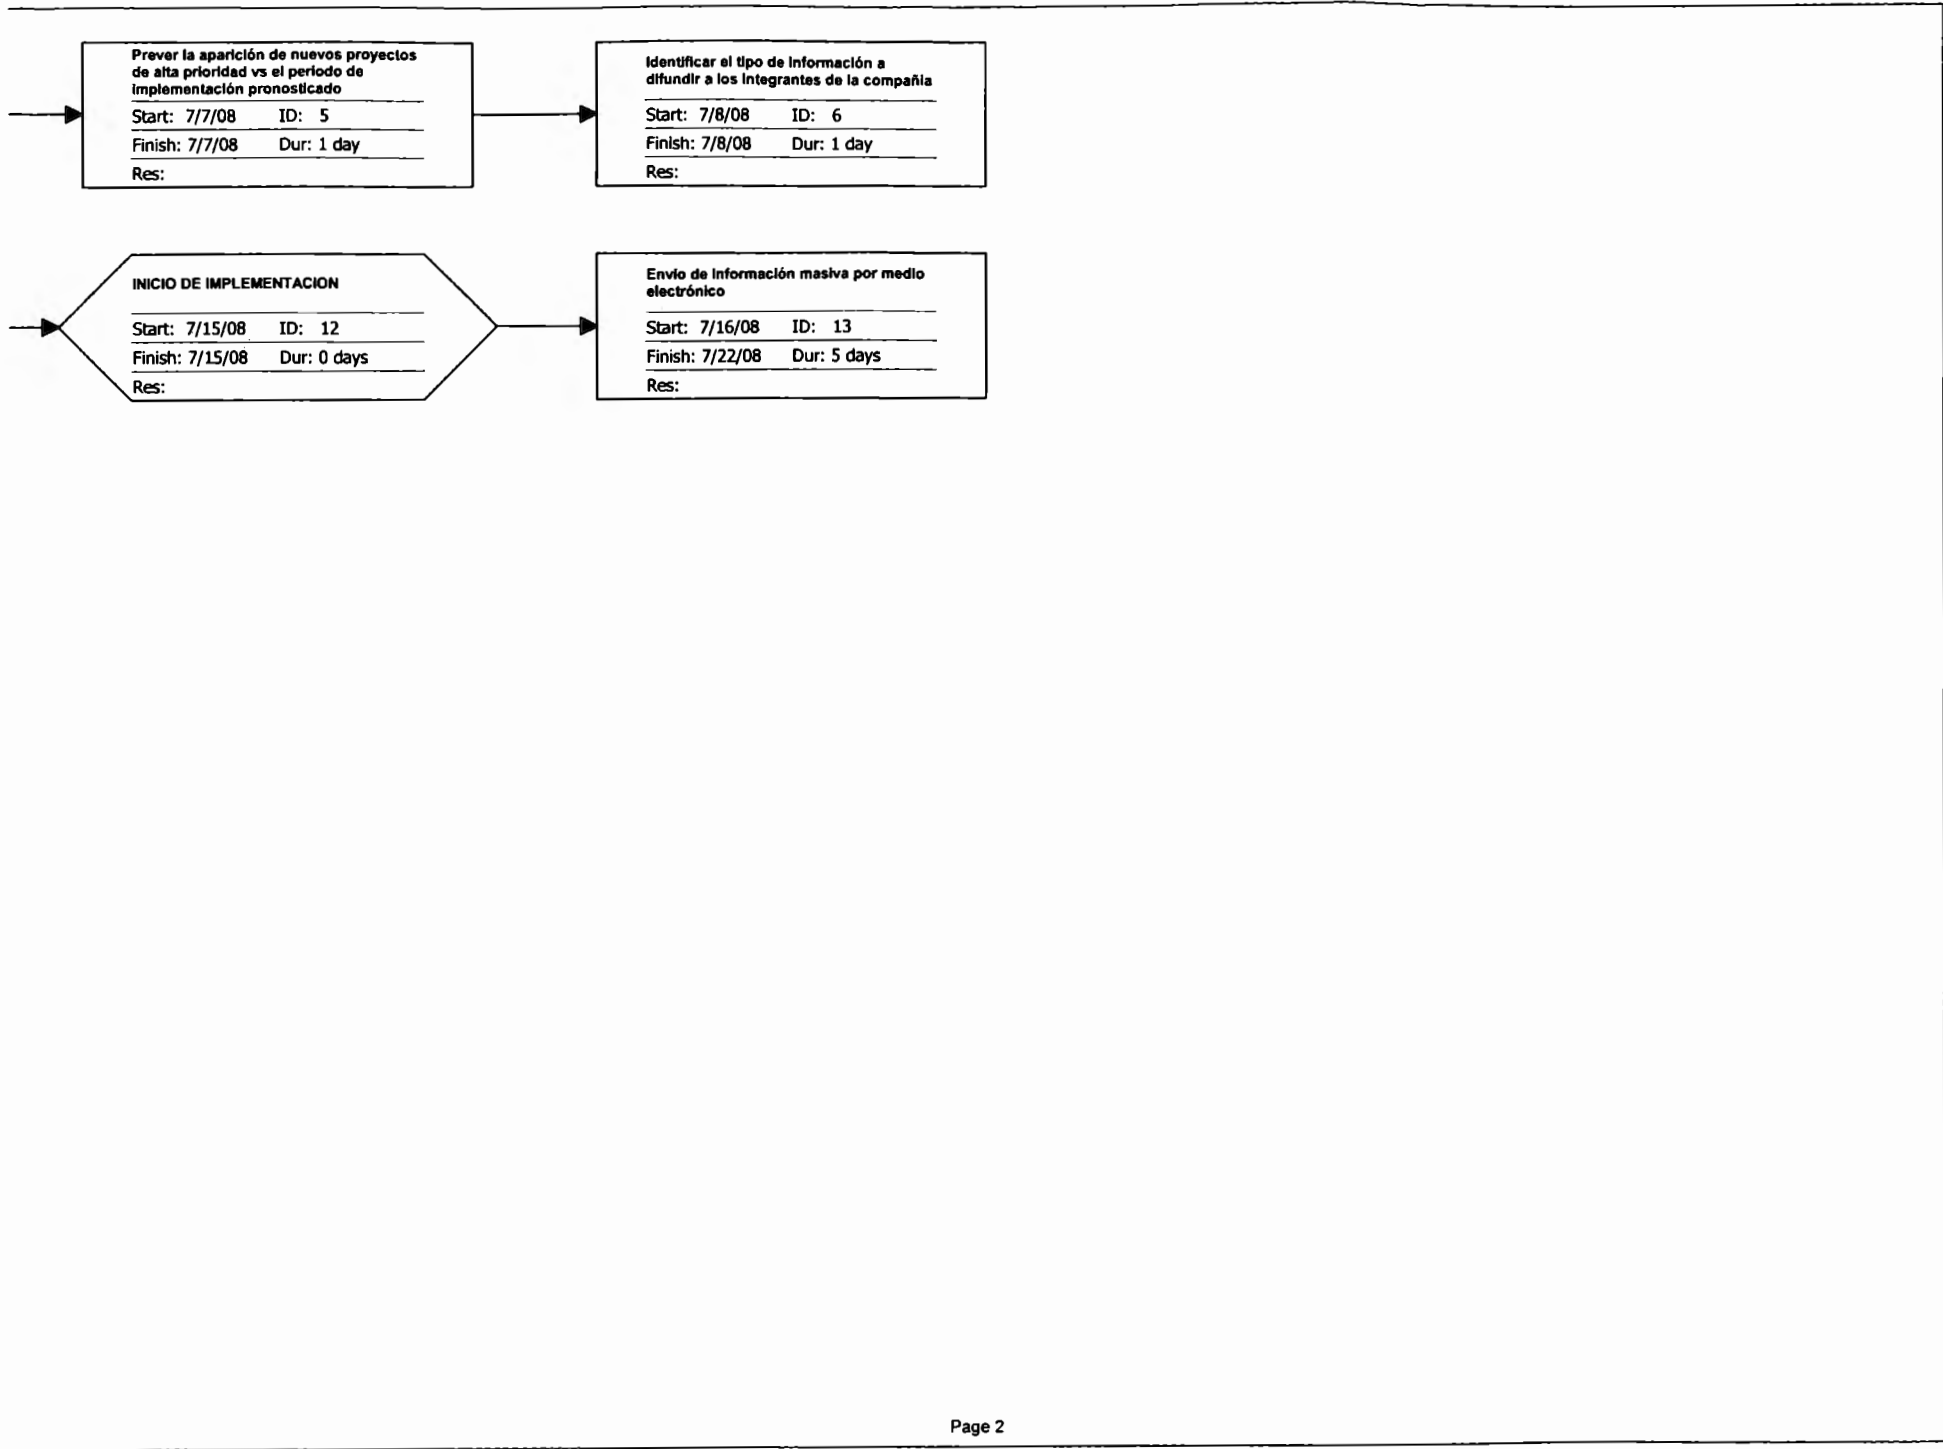 Prever la aparición de nuevos proyectos
de alta prioridad vs el periodo de
implementación pronosticado
Start: 7/7/08 ID: 5
Finish: 7/7/08 Dur: 1 day
Res:
Identificar el tipo de información a
difundir a los integrantes de la compañia
Start: 7/8/08 ID: 6
Finish: 7/8/08 Dur: 1 day
Res:
INICIO DE IMPLEMENTACION
Start: 7/15/08 ID: 12
Finish: 7/15/08 Dur: 0 days
Res:
Envio de información masiva por medio
electrónico
Start: 7/16/08 ID: 13
Finish: 7/22/08 Dur: 5 days
Res:
Page 2